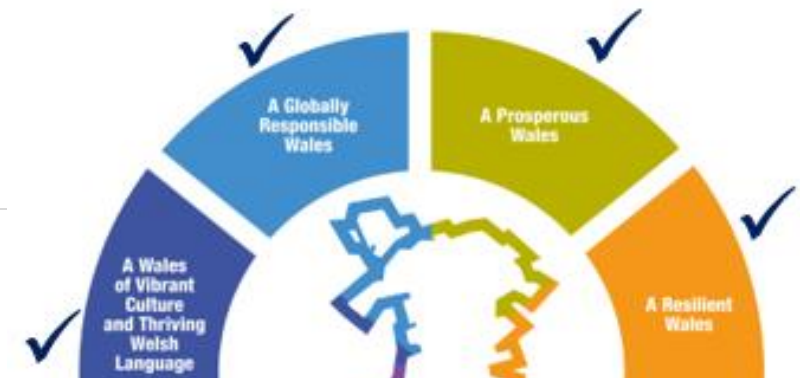 A Globally
Responsible
Wales
A Prosperous
Wales
A Wales
of Vibrant
Culture
and Thriving
Welsh
Language
A Resilient
Wales